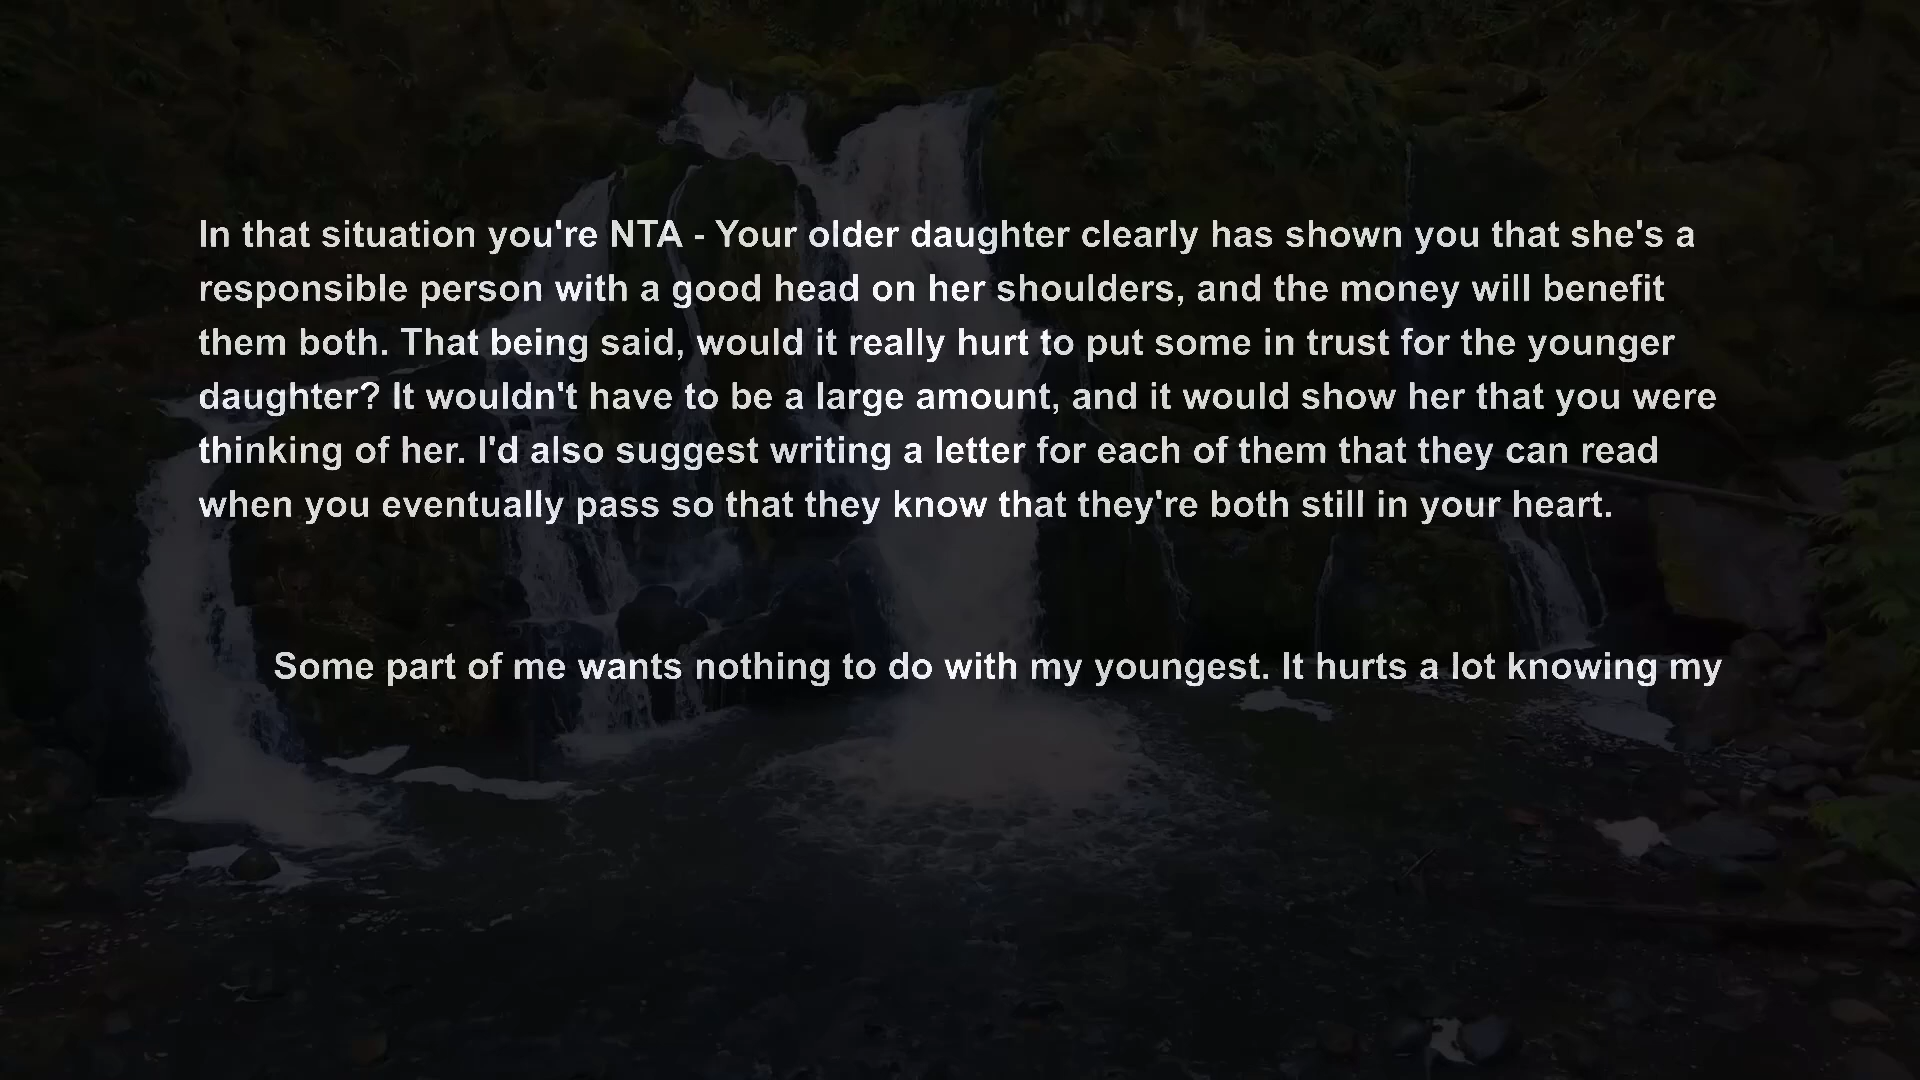 In that situation you're NTA - Your older daughter clearly has shown you that she's a
responsible person with a good head on her shoulders, and the money will benefit
them both. That being said, would it really hurt to put some in trust for the younger
daughter? It wouldn't have to be a large amount, and it would show her that you were
thinking of her. I'd also suggest writing a letter for each of them that they can read
when you eventually pass so that they know that they're both still in your heart.
Some part of me wants nothing to do with my youngest. It hurts a lot knowing my